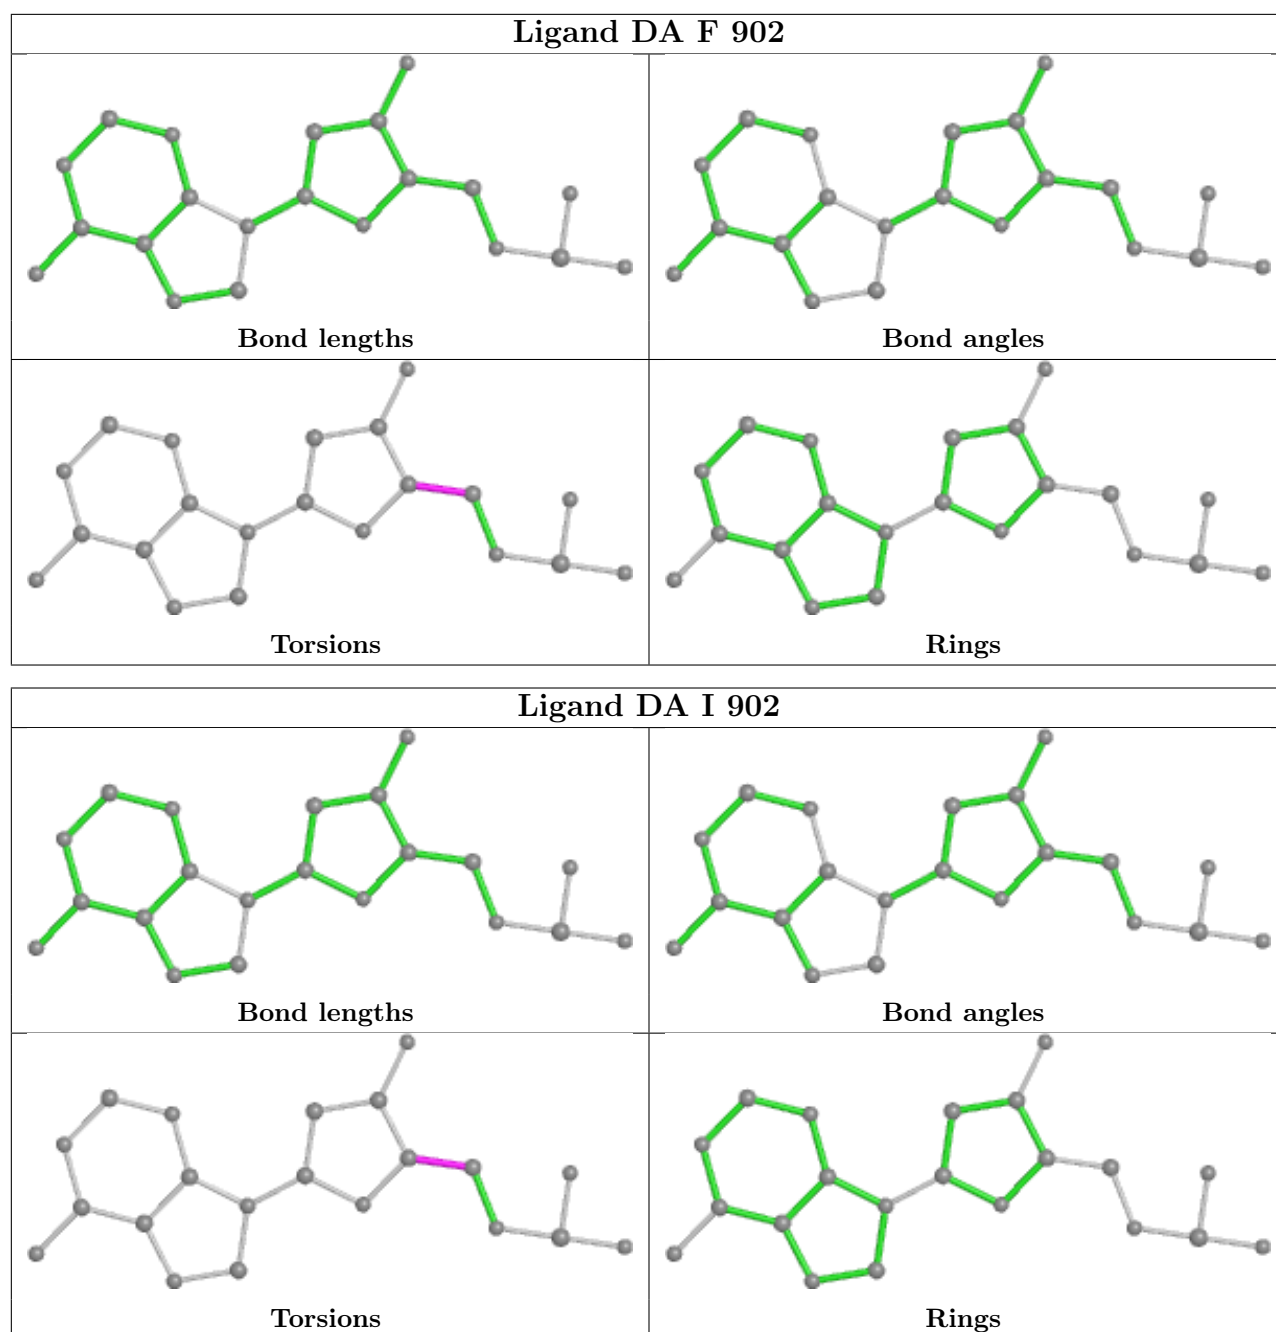 Ligand DA F 902
Bond lengths
Bond angles
Torsions
Rings
Ligand DA I 902
Bond lengths
Bond angles
Torsions
Rings